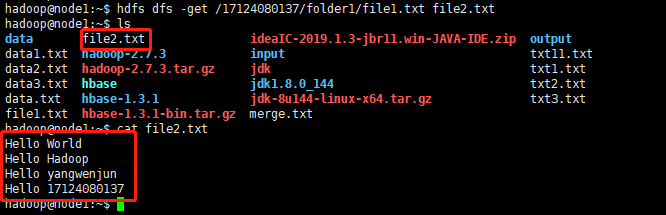 hadoop@node1:~$ hdfs dfs -get /17124080137/folder1/file1.txt file2.txt
hadoop@node1:~$ ls
data file2.txt ideaIC-2019.1.3-jbr11.win-JAVA-IDE.zip output
data1.txt hadoop-2.7.3 input txt11.txt
data2.txt hadoop-2.7.3.tar.gz jdk txt1.txt
data3.txt hbase jdk1.8.0_144 txt2.txt
data.txt hbase-1.3.1 jdk-8u144-linux-x64.tar.gz txt3.txt
file1.txt hbase-1.3.1-bin.tar.gz merge.txt
hadoop@node1:~$ cat file2.txt
Hello World
Hello Hadoop
Hello yangwenjun
Hello 17124080137
hadoop@node1:~$